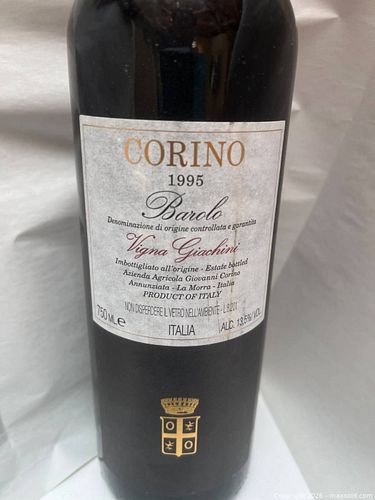 CORINO
1995
Barolo
Denominazione di origine controllata e garantita
Vigna Giachini
Imbottigliato all'origine - Estate bottled
Azienda Agricola Giovanni Corino
Annunziata - La Morra - Italia
PRODUCT OF ITALY
NON DISPERDERE IL VETRO NELL'AMBIENTE - L.8201
750 ML e ITALIA ALC. 13,5% VOL.